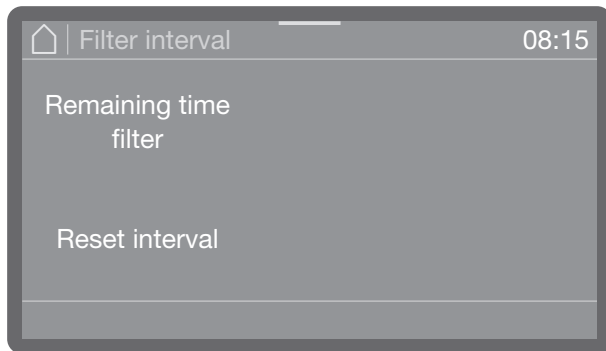 Filter interval 08:15
Remaining time
filter
Reset interval